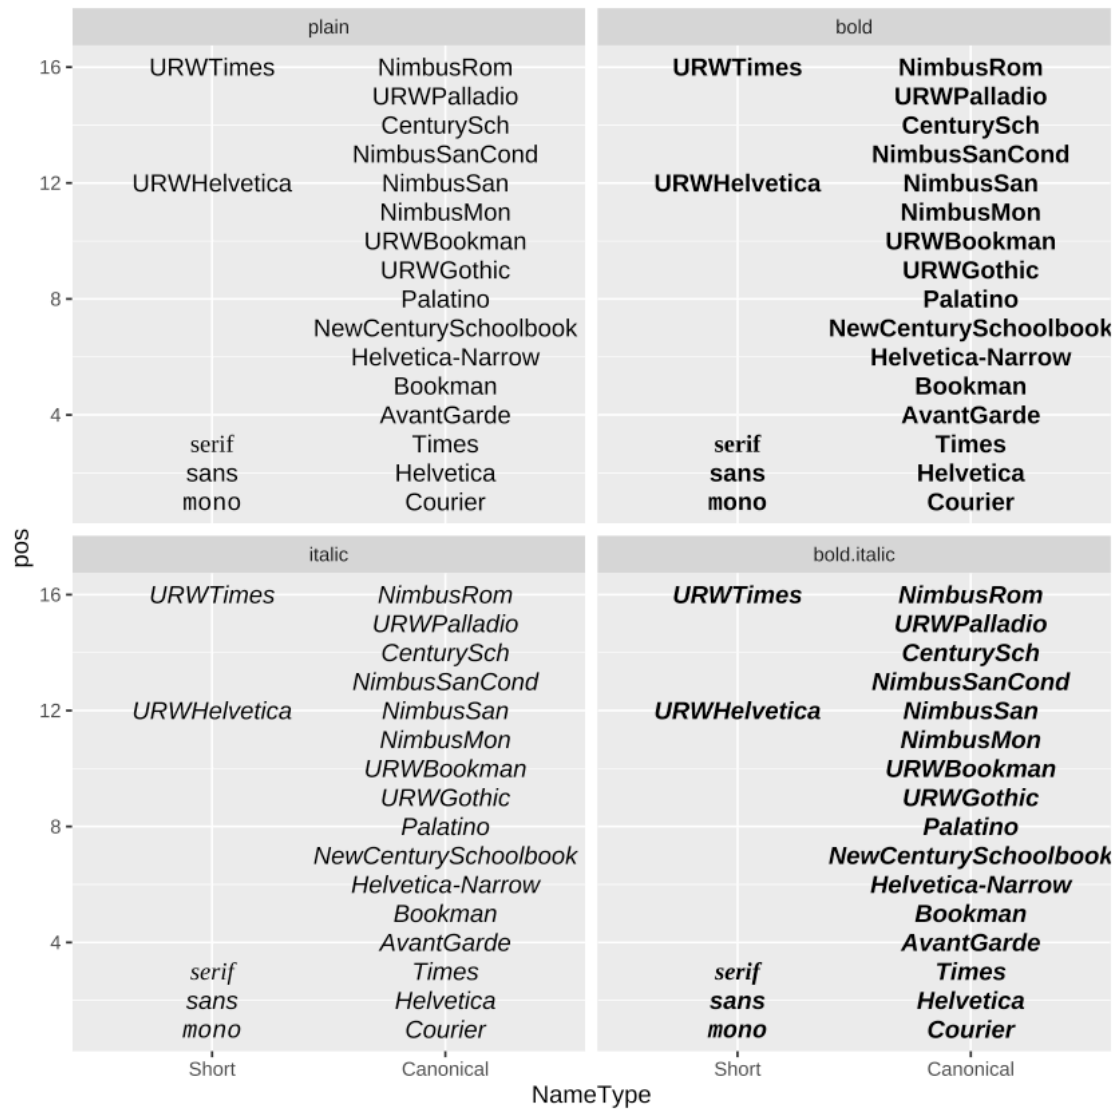 plain bold
16 URWTimes NimbusRom URWTimes NimbusRom
URWPalladio URWPalladio
CenturySch CenturySch
NimbusSanCond NimbusSanCond
12 URWHelvetica NimbusSan URWHelvetica NimbusSan
NimbusMon NimbusMon
URWBookman URWBookman
URWGothic URWGothic
8 Palatino Palatino
NewCenturySchoolbook NewCenturySchoolbook
Helvetica-Narrow Helvetica-Narrow
Bookman Bookman
4 AvantGarde AvantGarde
serif Times serif Times
sans Helvetica sans Helvetica
mono Courier mono Courier
pos
italic bold.italic
16 URWTimes NimbusRom URWTimes NimbusRom
URWPalladio URWPalladio
CenturySch CenturySch
NimbusSanCond NimbusSanCond
12 URWHelvetica NimbusSan URWHelvetica NimbusSan
NimbusMon NimbusMon
URWBookman URWBookman
URWGothic URWGothic
8 Palatino Palatino
NewCenturySchoolbook NewCenturySchoolbook
Helvetica-Narrow Helvetica-Narrow
Bookman Bookman
4 AvantGarde AvantGarde
serif Times serif Times
sans Helvetica sans Helvetica
mono Courier mono Courier
Short Canonical Short Canonical
NameType